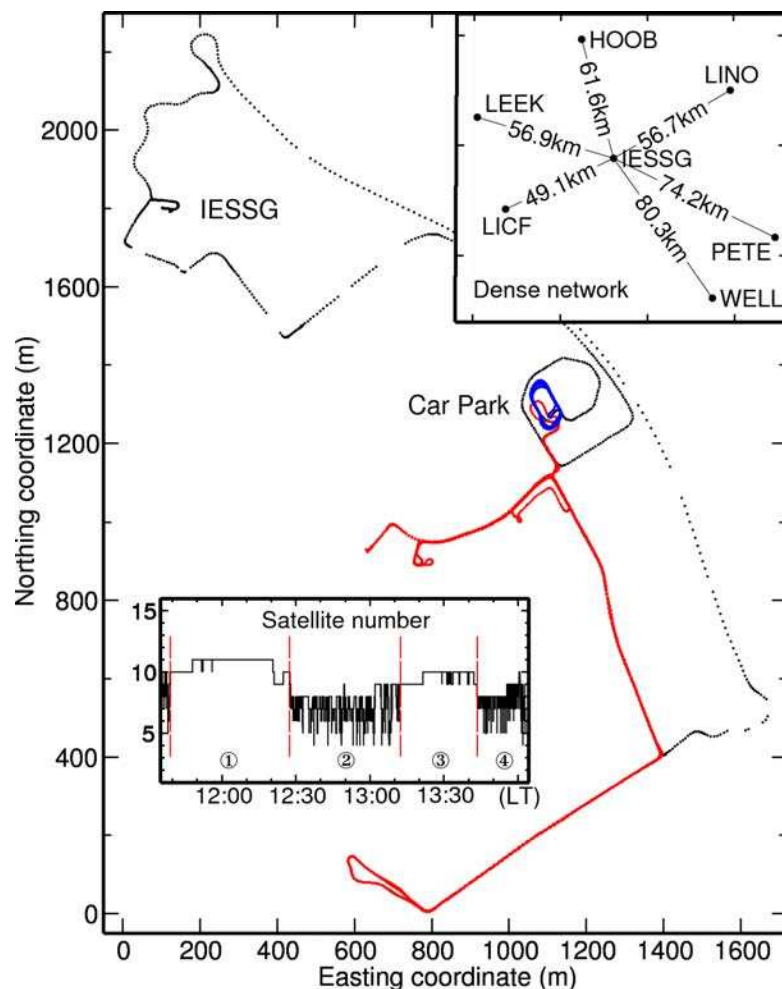 HOOB
LINO
LEEK
61.6km
56.7km
56.9km
IESSG
49.1km
74.2km
80.3km
LICF
PETE
WELL
Dense network
2000
1600
1200
800
400
0
Northing coordinate (m)
IESSG
Car Park
Satellite number
15
10
5
① ② ③ ④
12:00 12:30 13:00 13:30 (LT)
0 200 400 600 800 1000 1200 1400 1600
Easting coordinate (m)